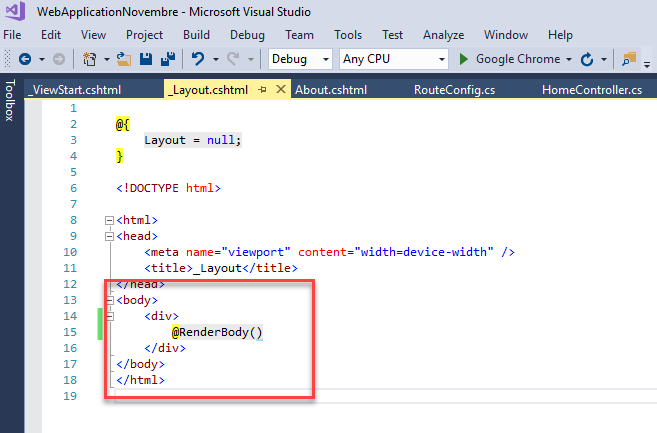 WebApplicationNovembre - Microsoft Visual Studio
File Edit View Project Build Debug Team Tools Test Analyze Window Help
Debug Any CPU Google Chrome
Toolbox
_ViewStart.cshtml _Layout.cshtml About.cshtml RouteConfig.cs HomeController.cs
1
2 @{
3 Layout = null;
4 }
5
6 <!DOCTYPE html>
7
8 <html>
9 <head>
10 <meta name="viewport" content="width=device-width" />
11 <title>_Layout</title>
12 </head>
13 <body>
14 <div>
15 @RenderBody()
16 </div>
17 </body>
18 </html>
19